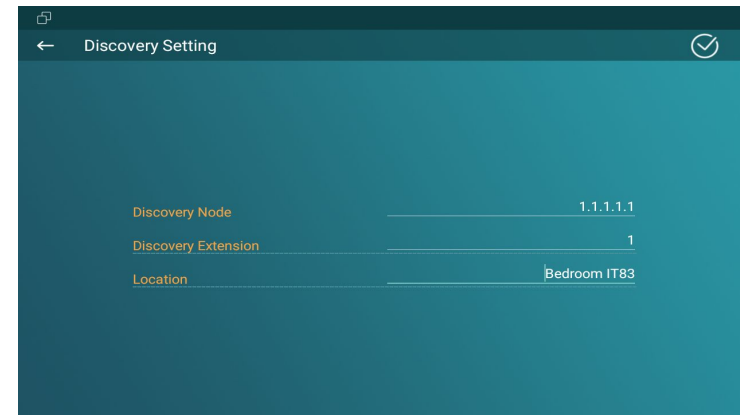 Discovery Setting
Discovery Node 1.1.1.1.1
Discovery Extension 1
Location Bedroom IT83